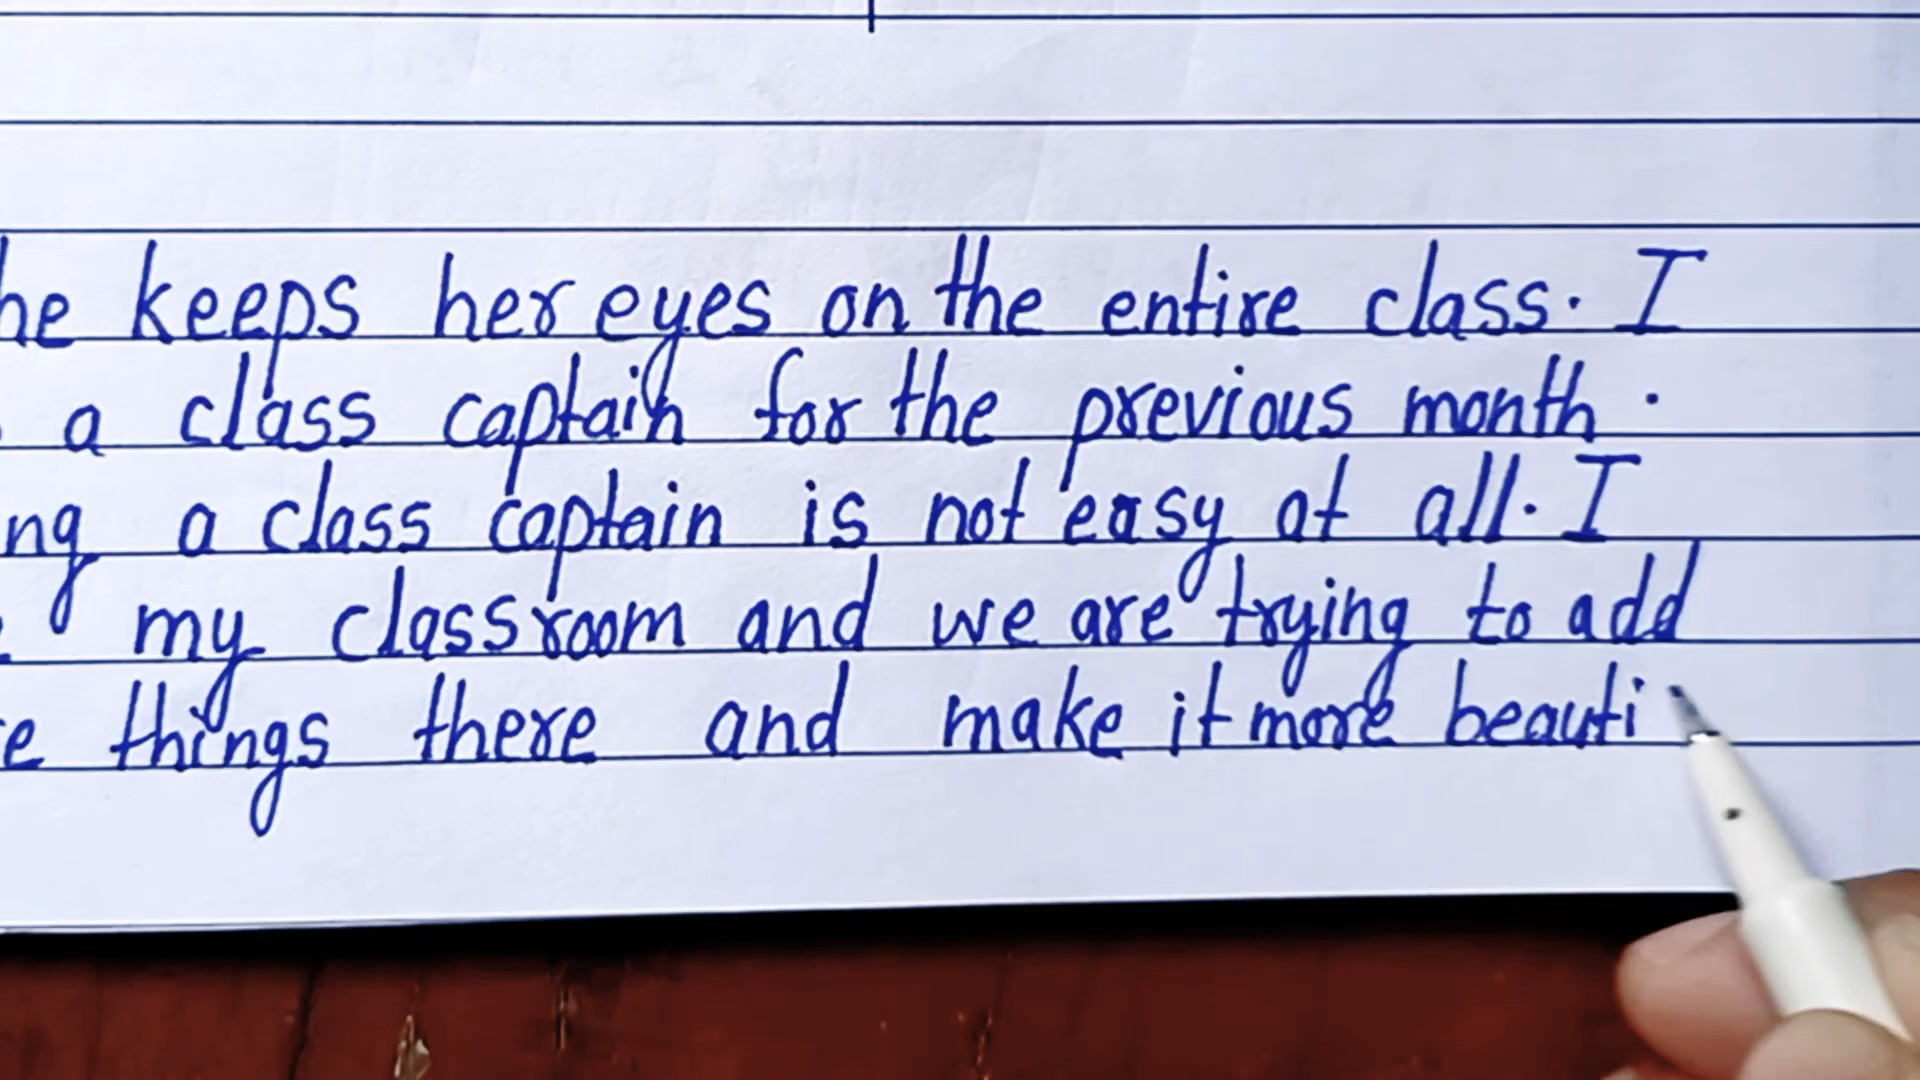 he keeps her eyes on the entire class. I
a class captain for the previous month.
ng a class captain is not easy at all. I
my classroom and we are trying to add
e things there and make it more beauti